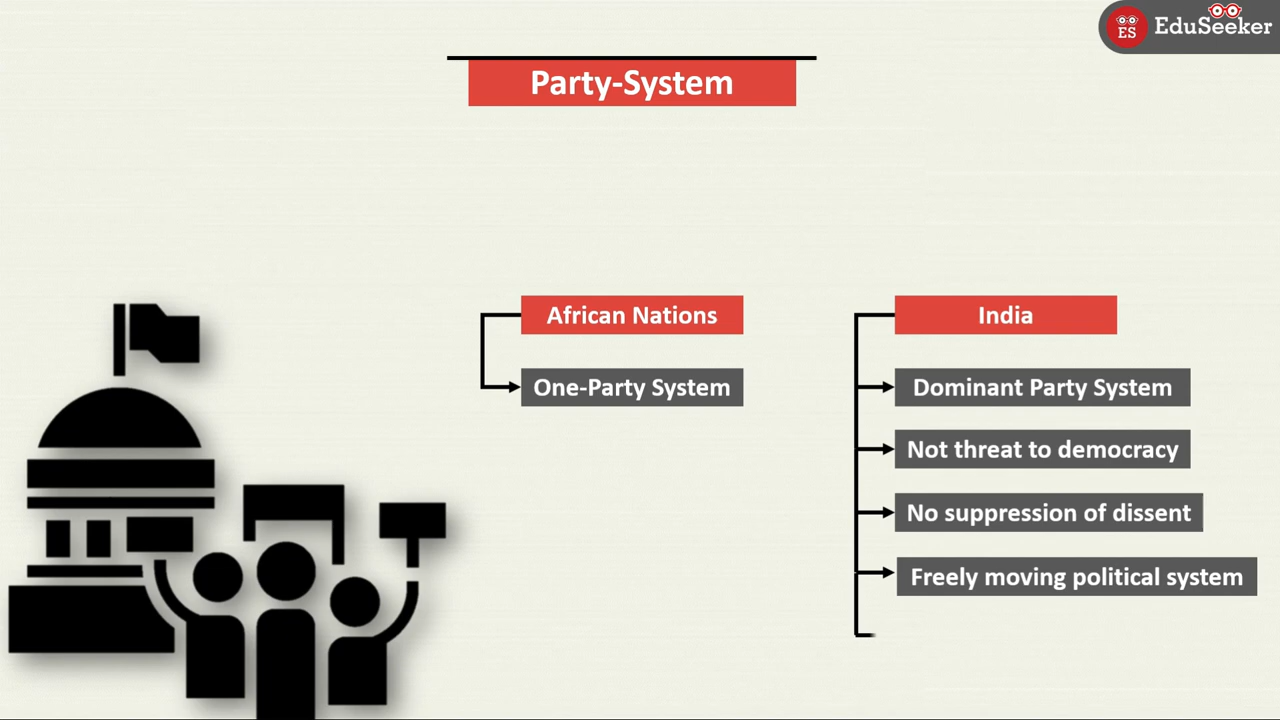 ES EduSeeker
Party-System
African Nations
One-Party System
India
Dominant Party System
Not threat to democracy
No suppression of dissent
Freely moving political system